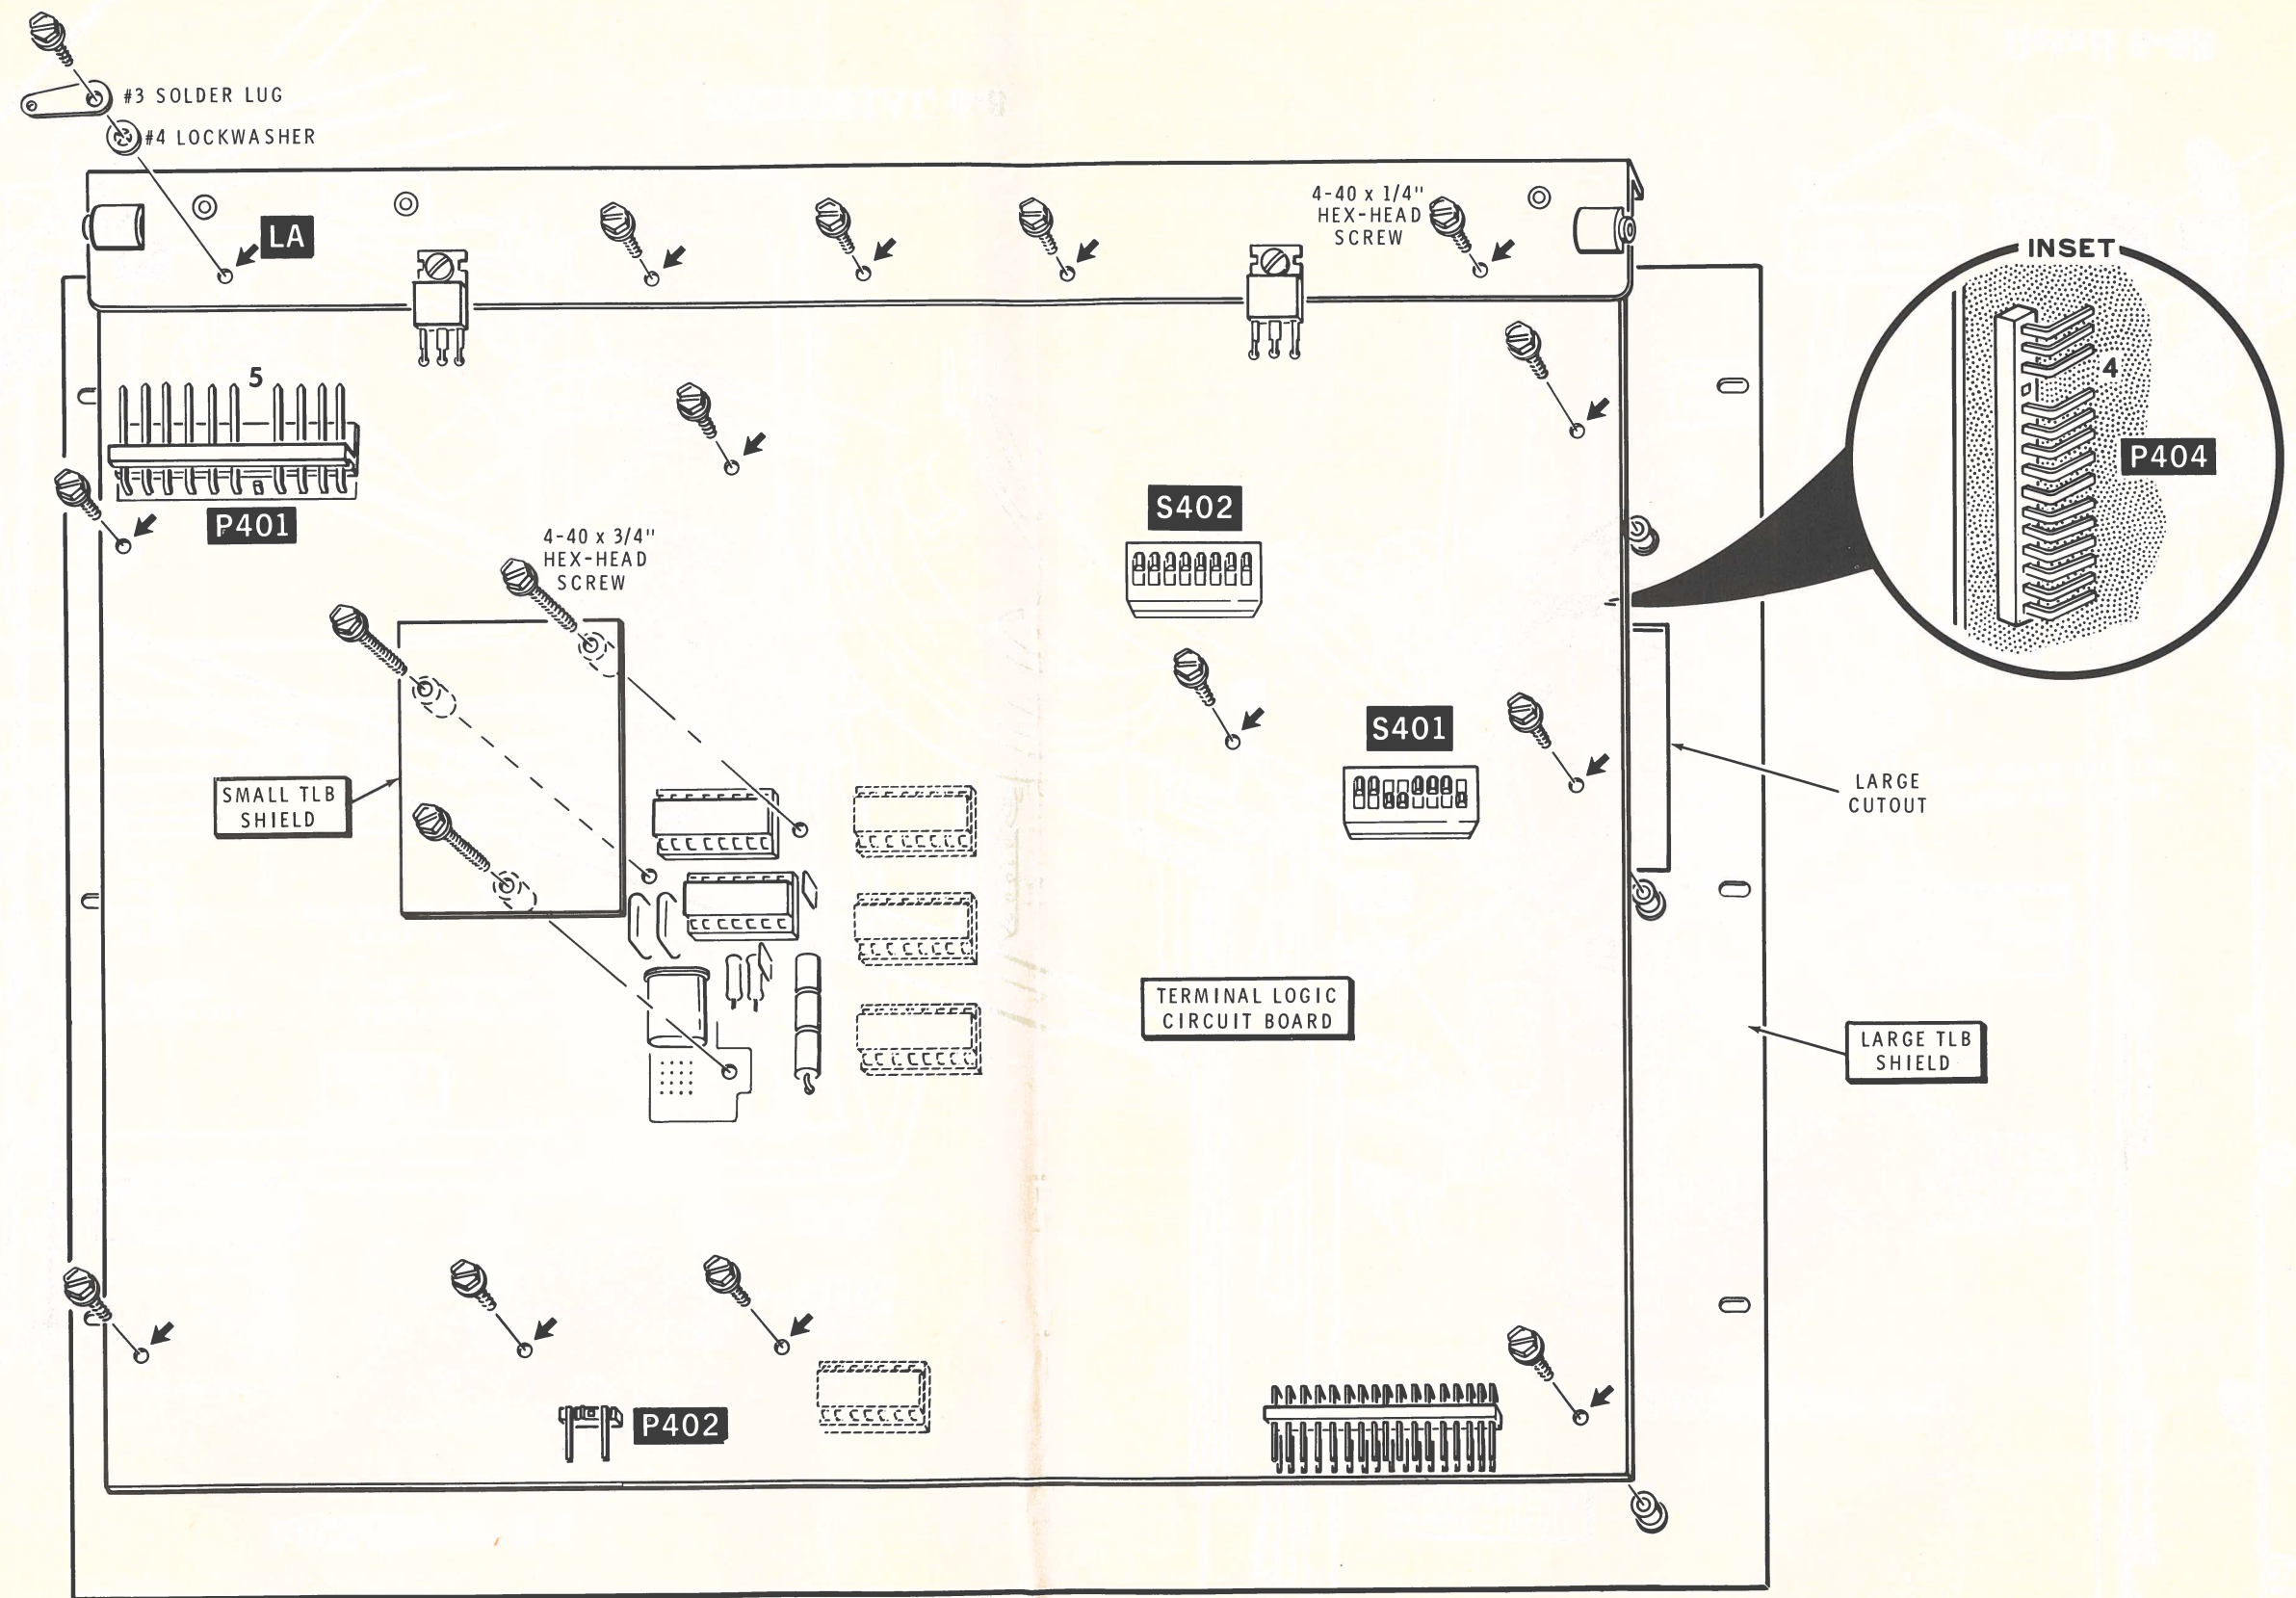 #3 SOLDER LUG
#4 LOCKWASHER
LA
4-40 x 1/4"
HEX-HEAD
SCREW
INSET
4
P404
5
P401
S402
4-40 x 3/4"
HEX-HEAD
SCREW
S401
SMALL TLB
SHIELD
LARGE
CUTOUT
TERMINAL LOGIC
CIRCUIT BOARD
LARGE TLB
SHIELD
P402